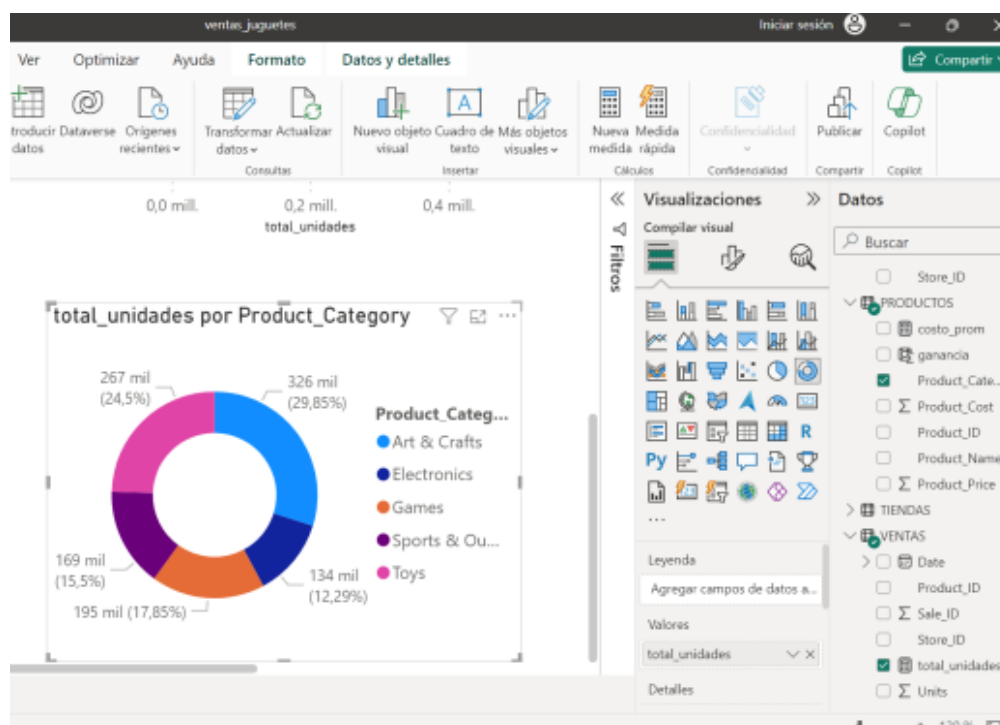 ventas_juguetes
Iniciar sesión
Ver Optimizar Ayuda Formato Datos y detalles
Compartir
troducir datos
Dataverse
Orígenes recientes
Transformar datos
Actualizar
Nuevo objeto visual
Cuadro de texto
Más objetos visuales
Nueva medida
Medida rápida
Confidencialidad
Publicar
Copilot
Consultas
Insertar
Cálculos
Confidencialidad
Compartir
Copilot
0,0 mill. 0,2 mill. 0,4 mill.
total_unidades
total_unidades por Product_Category
267 mil
(24,5%)
326 mil
(29,85%)
169 mil
(15,5%)
134 mil
(12,29%)
195 mil (17,85%)
Product_Categ...
Art & Crafts
Electronics
Games
Sports & Ou...
Toys
Filtros
Visualizaciones
Compilar visual
A
123
R
Py
...
Leyenda
Agregar campos de datos a...
Valores
total_unidades
Detalles
Datos
Buscar
Store_ID
PRODUCTOS
costo_prom
ganancia
Product_Cate...
Product_Cost
Product_ID
Product_Name
Product_Price
TIENDAS
VENTAS
Date
Product_ID
Sale_ID
Store_ID
total_unidades
Units